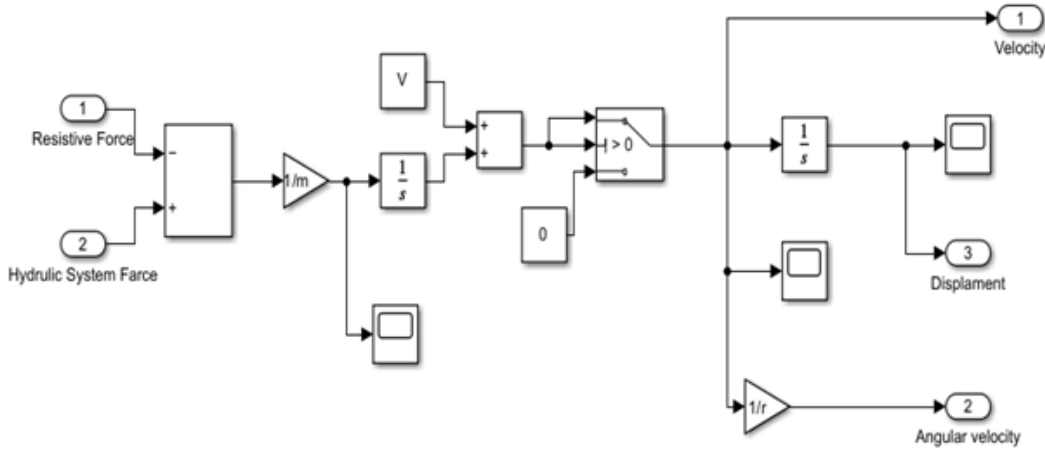 1
Velocity
V
1
Resistive Force
−
+
+
+
1/m
1
s
> 0
1
s
0
2
Hydrulic System Farce
3
Displament
1/r
2
Angular velocity